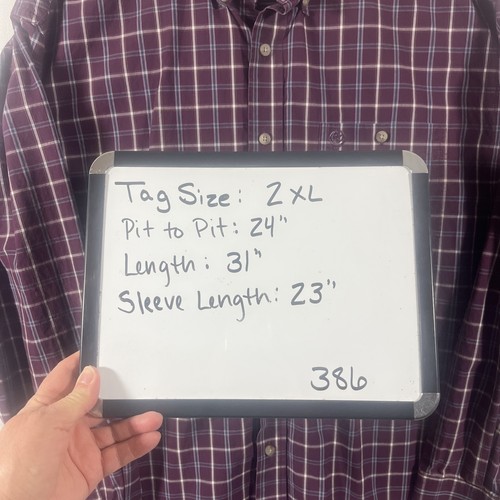 Tag Size: 2XL
Pit to Pit: 24"
Length: 31"
Sleeve Length: 23"
386